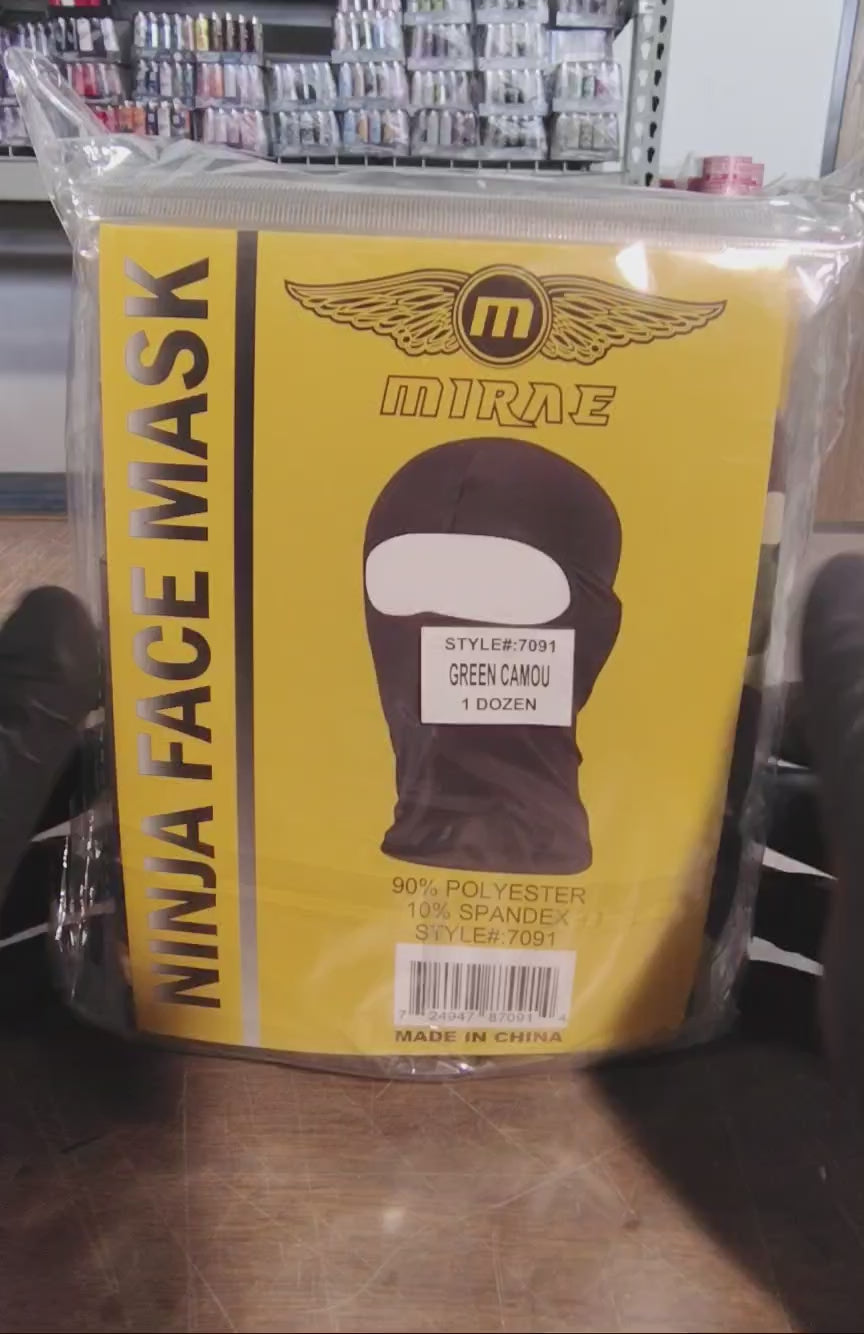 NINJA FACE MASK
m
MIRAE
STYLE#:7091
GREEN CAMOU
1 DOZEN
90% POLYESTER
10% SPANDEX
STYLE#:7091
7 24947 87091 4
MADE IN CHINA